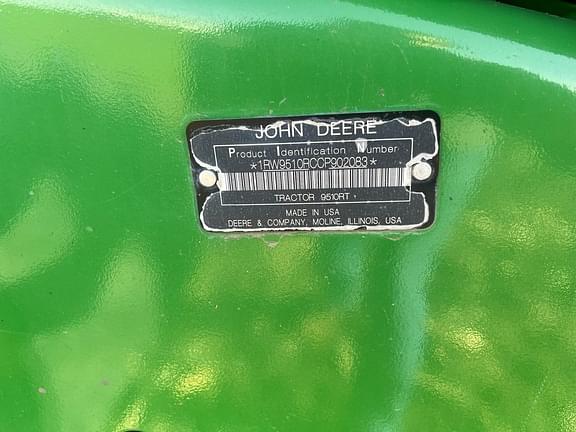 JOHN DEERE
Product Identification Number
*1RW9510RCCP902083*
TRACTOR 9510RT
MADE IN USA
DEERE & COMPANY, MOLINE, ILLINOIS, USA